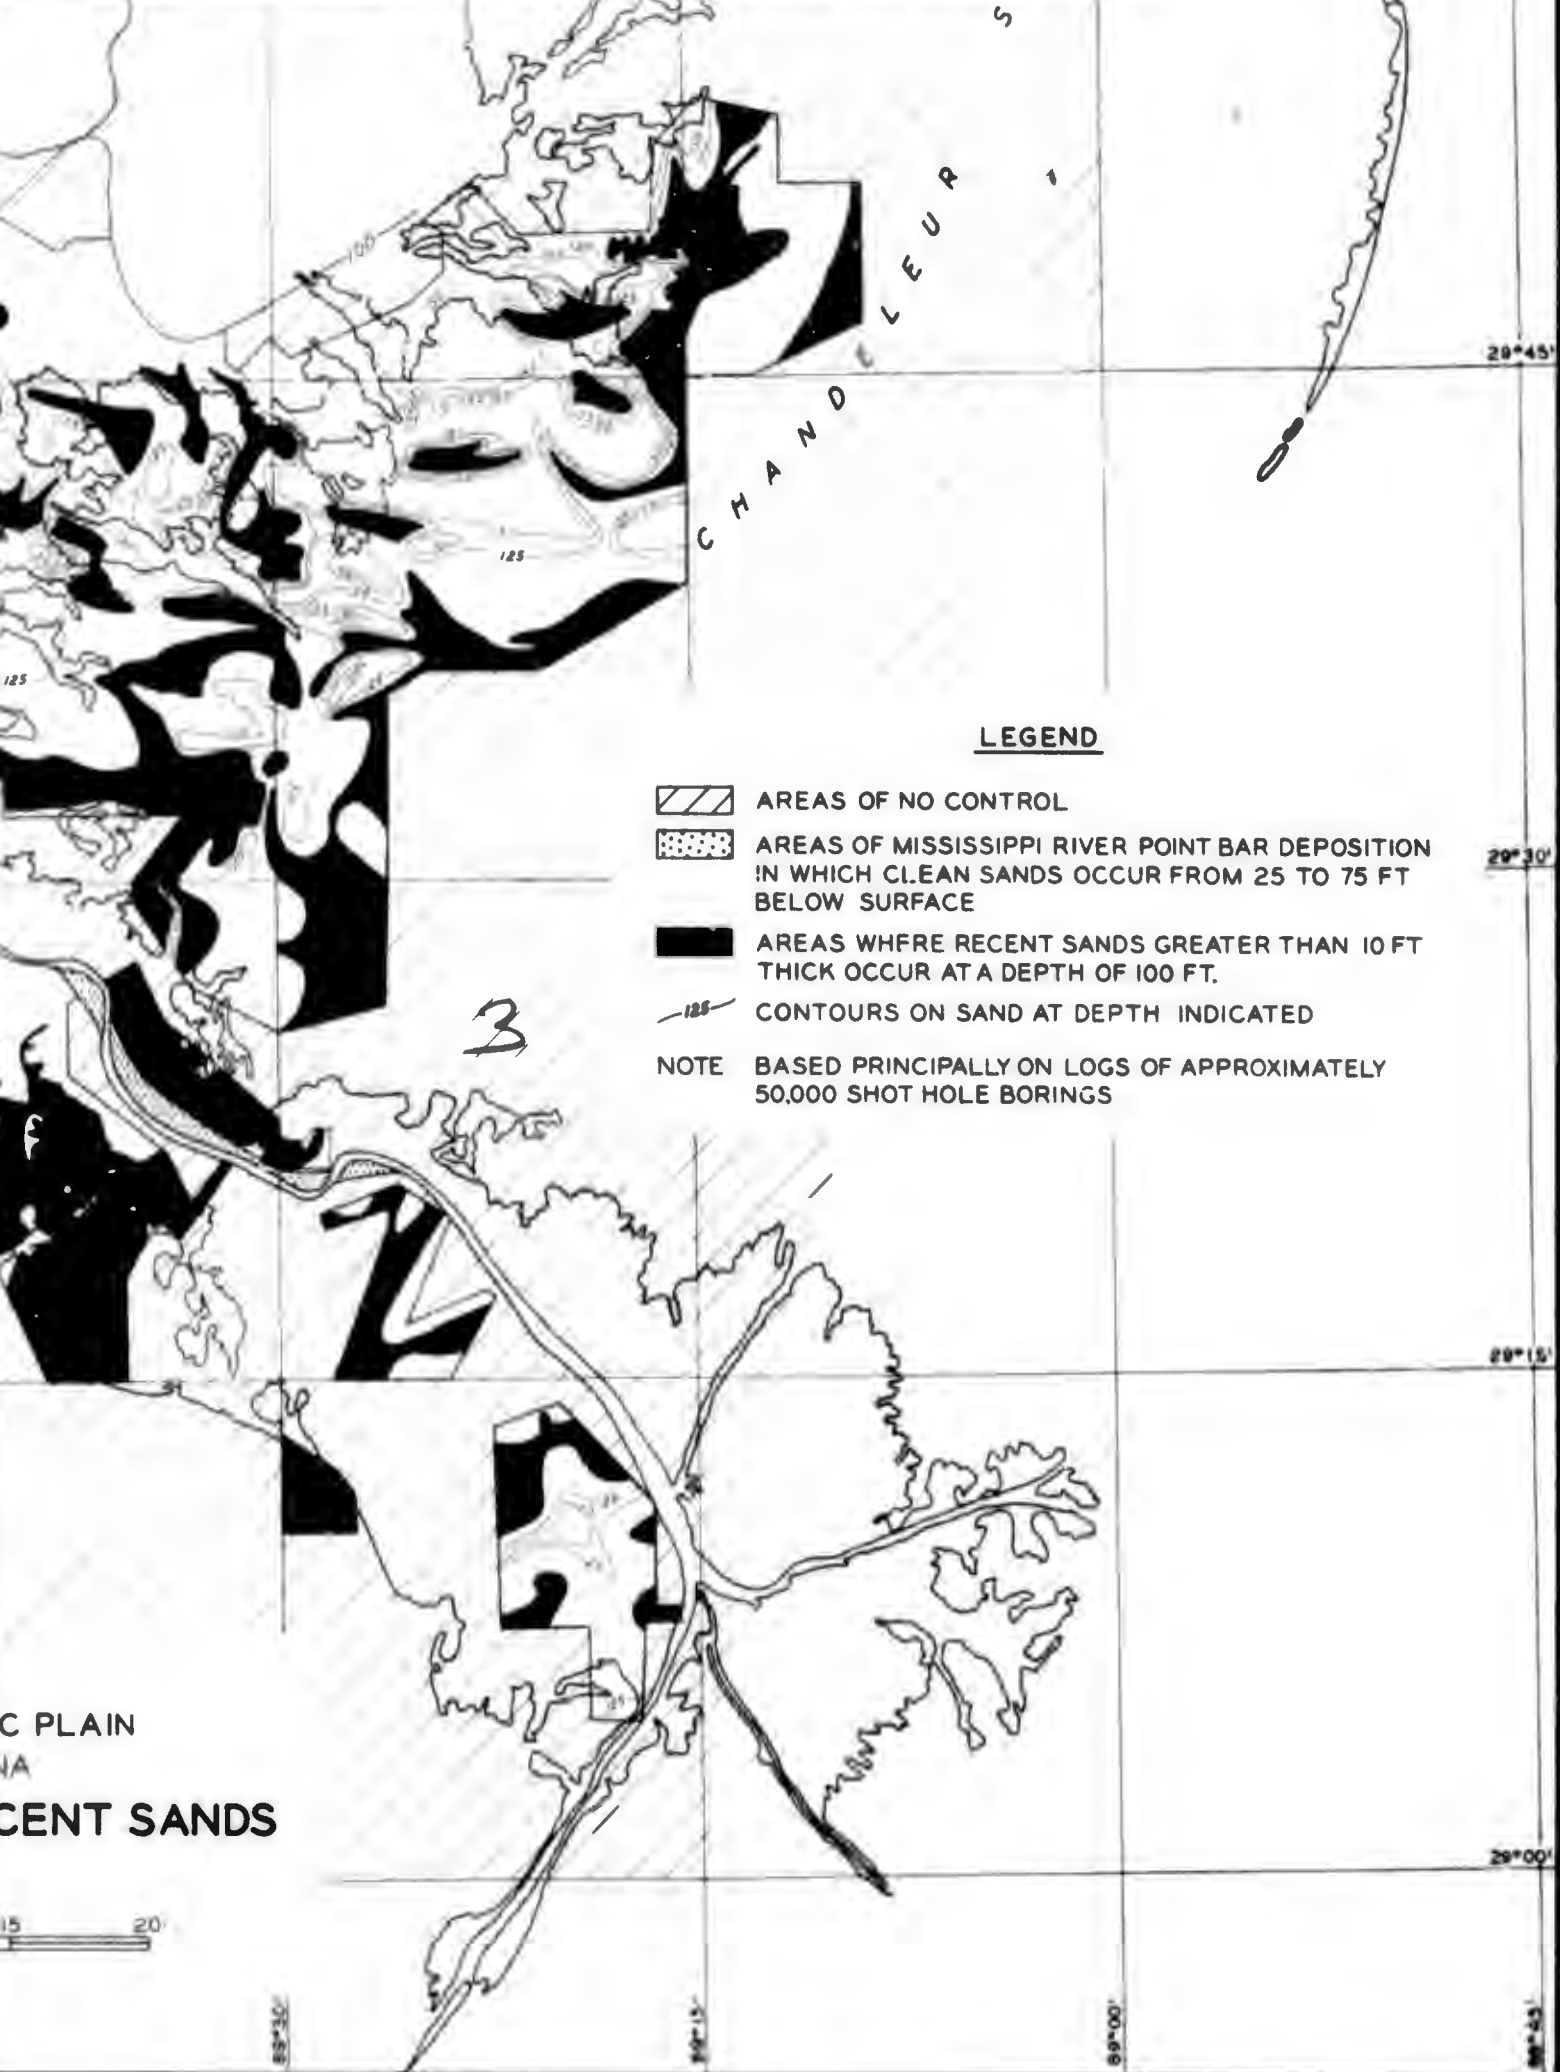 S
100
CHANDELEUR
29°45'
125
125
LEGEND
AREAS OF NO CONTROL
AREAS OF MISSISSIPPI RIVER POINT BAR DEPOSITION
IN WHICH CLEAN SANDS OCCUR FROM 25 TO 75 FT
BELOW SURFACE
29°30'
AREAS WHFRE RECENT SANDS GREATER THAN 10 FT
THICK OCCUR AT A DEPTH OF 100 FT.
125 CONTOURS ON SAND AT DEPTH INDICATED
3
NOTE BASED PRINCIPALLY ON LOGS OF APPROXIMATELY
50,000 SHOT HOLE BORINGS
29°15'
C PLAIN
NA
CENT SANDS
29°00'
15 20
89°30' 89°15' 89°00' 88°45'